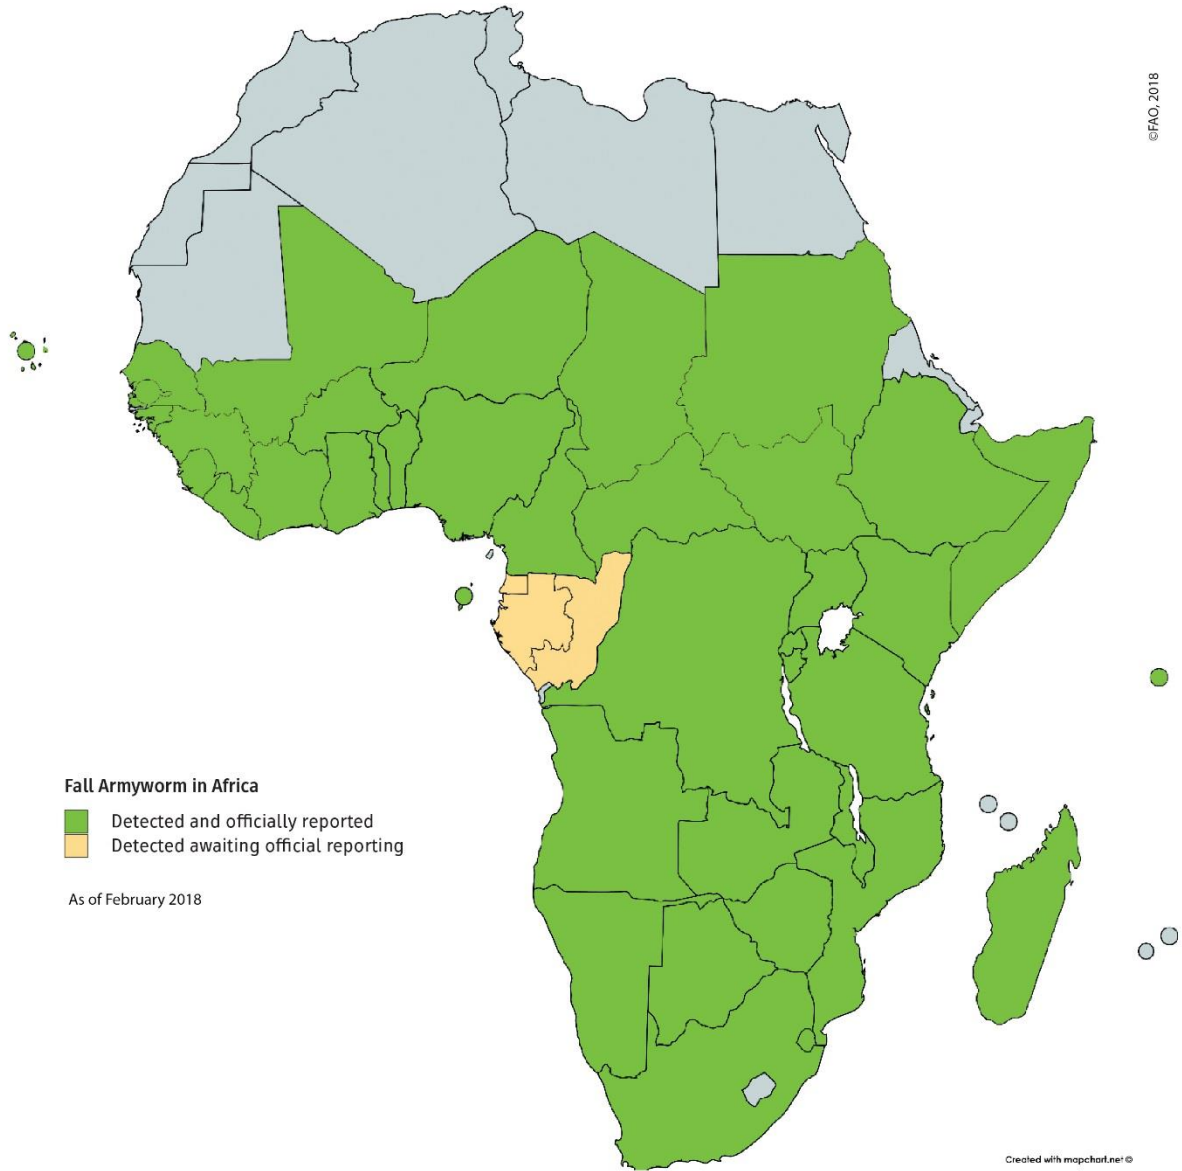 ©FAO, 2018
Fall Armyworm in Africa
Detected and officially reported
Detected awaiting official reporting
As of February 2018
Created with mapchart.net ©